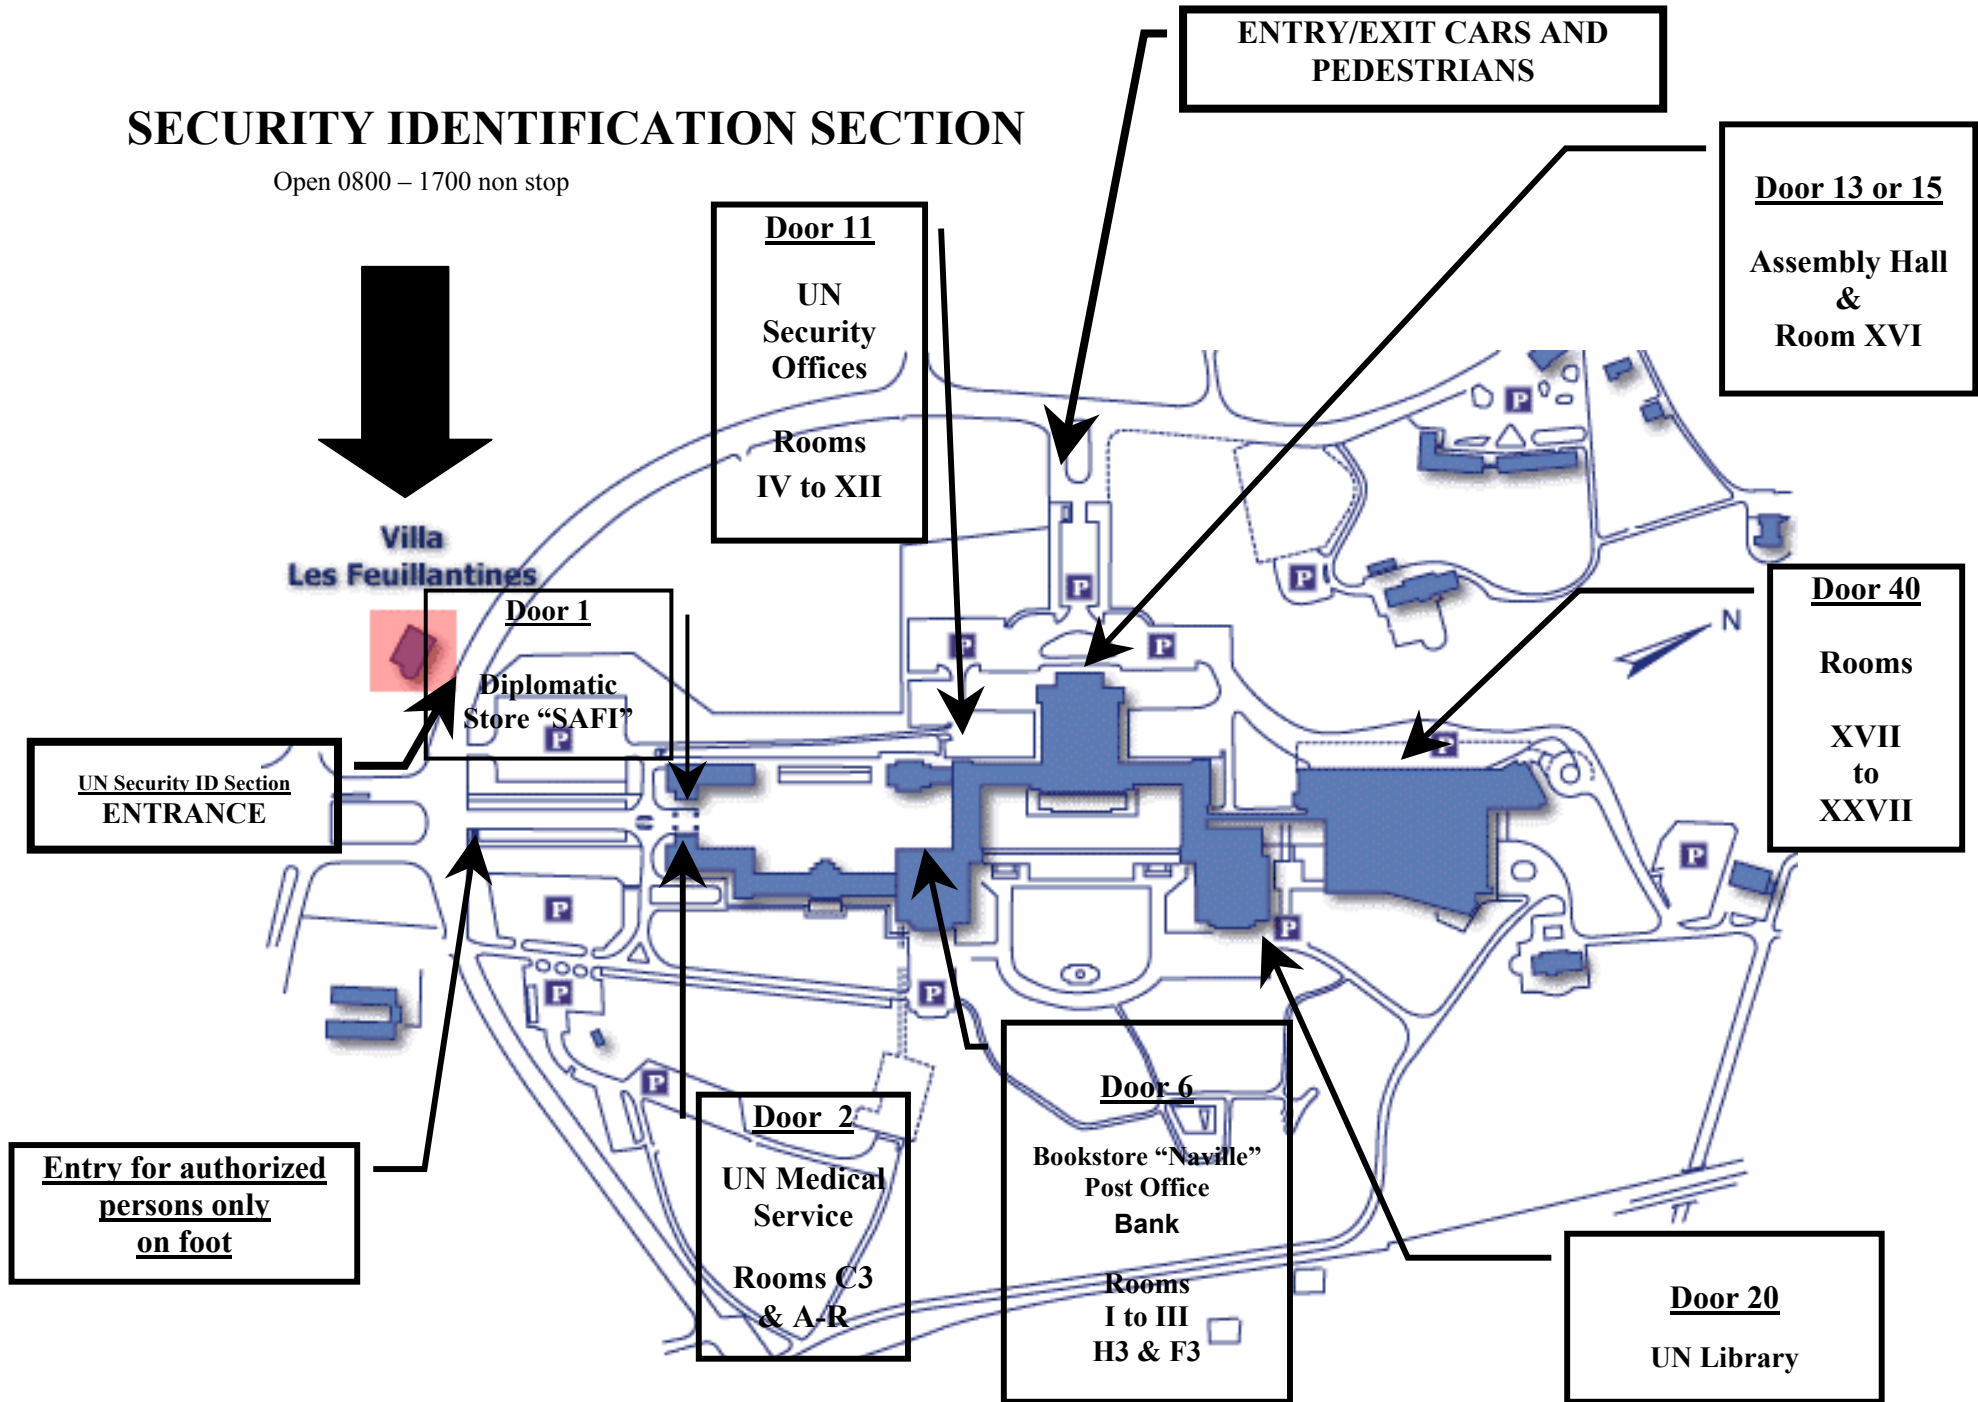 ENTRY/EXIT CARS AND
PEDESTRIANS
SECURITY IDENTIFICATION SECTION
Open 0800 – 1700 non stop
Door 13 or 15
Assembly Hall
&
Room XVI
Door 11
UN
Security
Offices
Rooms
IV to XII
P
Villa
Les Feuillantines
P
P
Door 40
Rooms
XVII
to
XXVII
Door 1
Diplomatic
Store “SAFI”
P
P
P
N
P
P
UN Security ID Section
ENTRANCE
P
P
P
P
P
P
Entry for authorized
persons only
on foot
Door 2
UN Medical
Service
Rooms C3
& A-R
Door 6
Bookstore “Naville”
Post Office
Bank
Rooms
I to III
H3 & F3
Door 20
UN Library